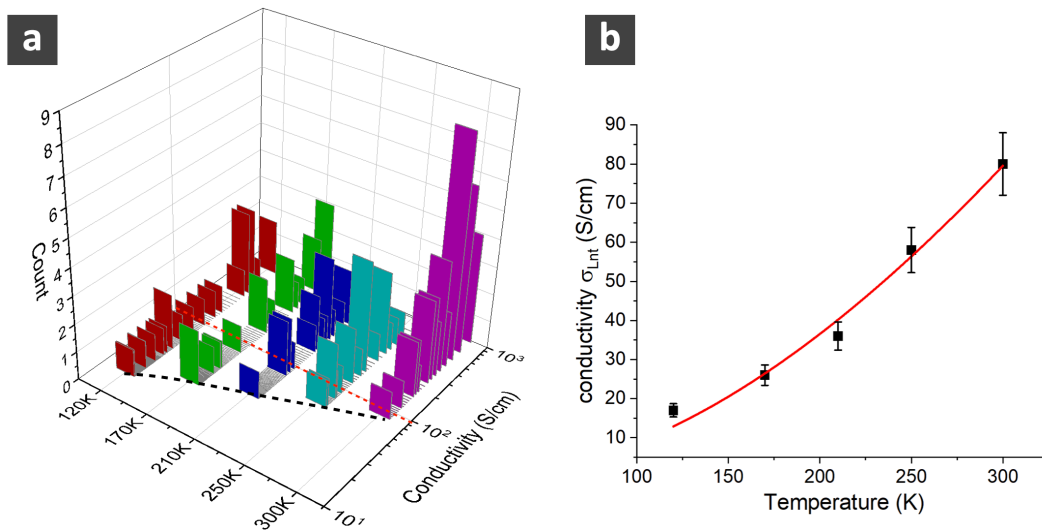 a
9
8
7
6
5
4
3
2
1
0
Count
120K
170K
210K
250K
300K
10¹
10²
10³
Conductivity (S/cm)
b
90
80
70
60
50
40
30
20
10
conductivity σLnt (S/cm)
100
150
200
250
300
Temperature (K)